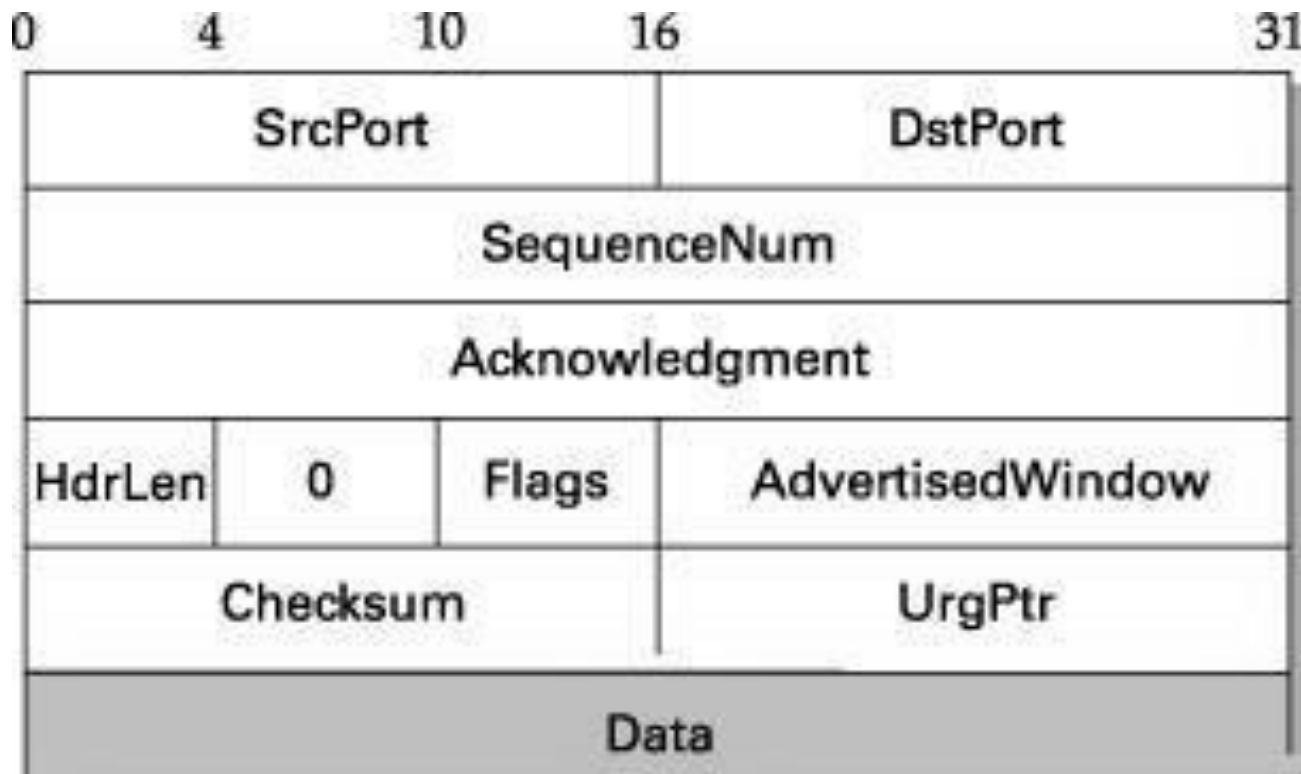 0 4 10 16 31
SrcPort DstPort
SequenceNum
Acknowledgment
HdrLen 0 Flags AdvertisedWindow
Checksum UrgPtr
Data